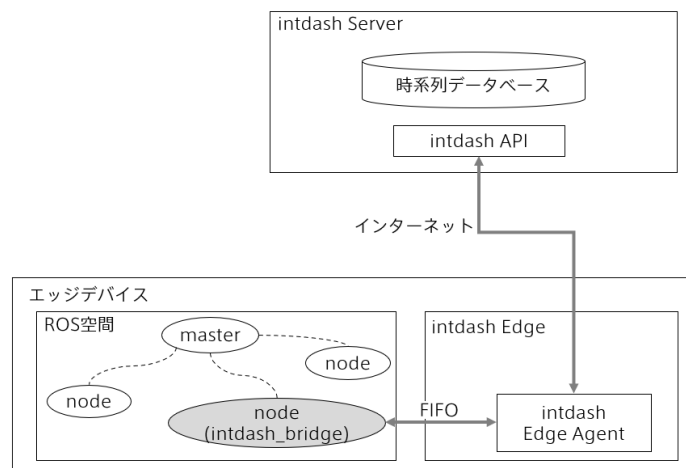 intdash Server
時系列データベース
intdash API
インターネット
エッジデバイス
ROS空間
master
node
node
node
(intdash_bridge)
FIFO
intdash Edge
intdash
Edge Agent